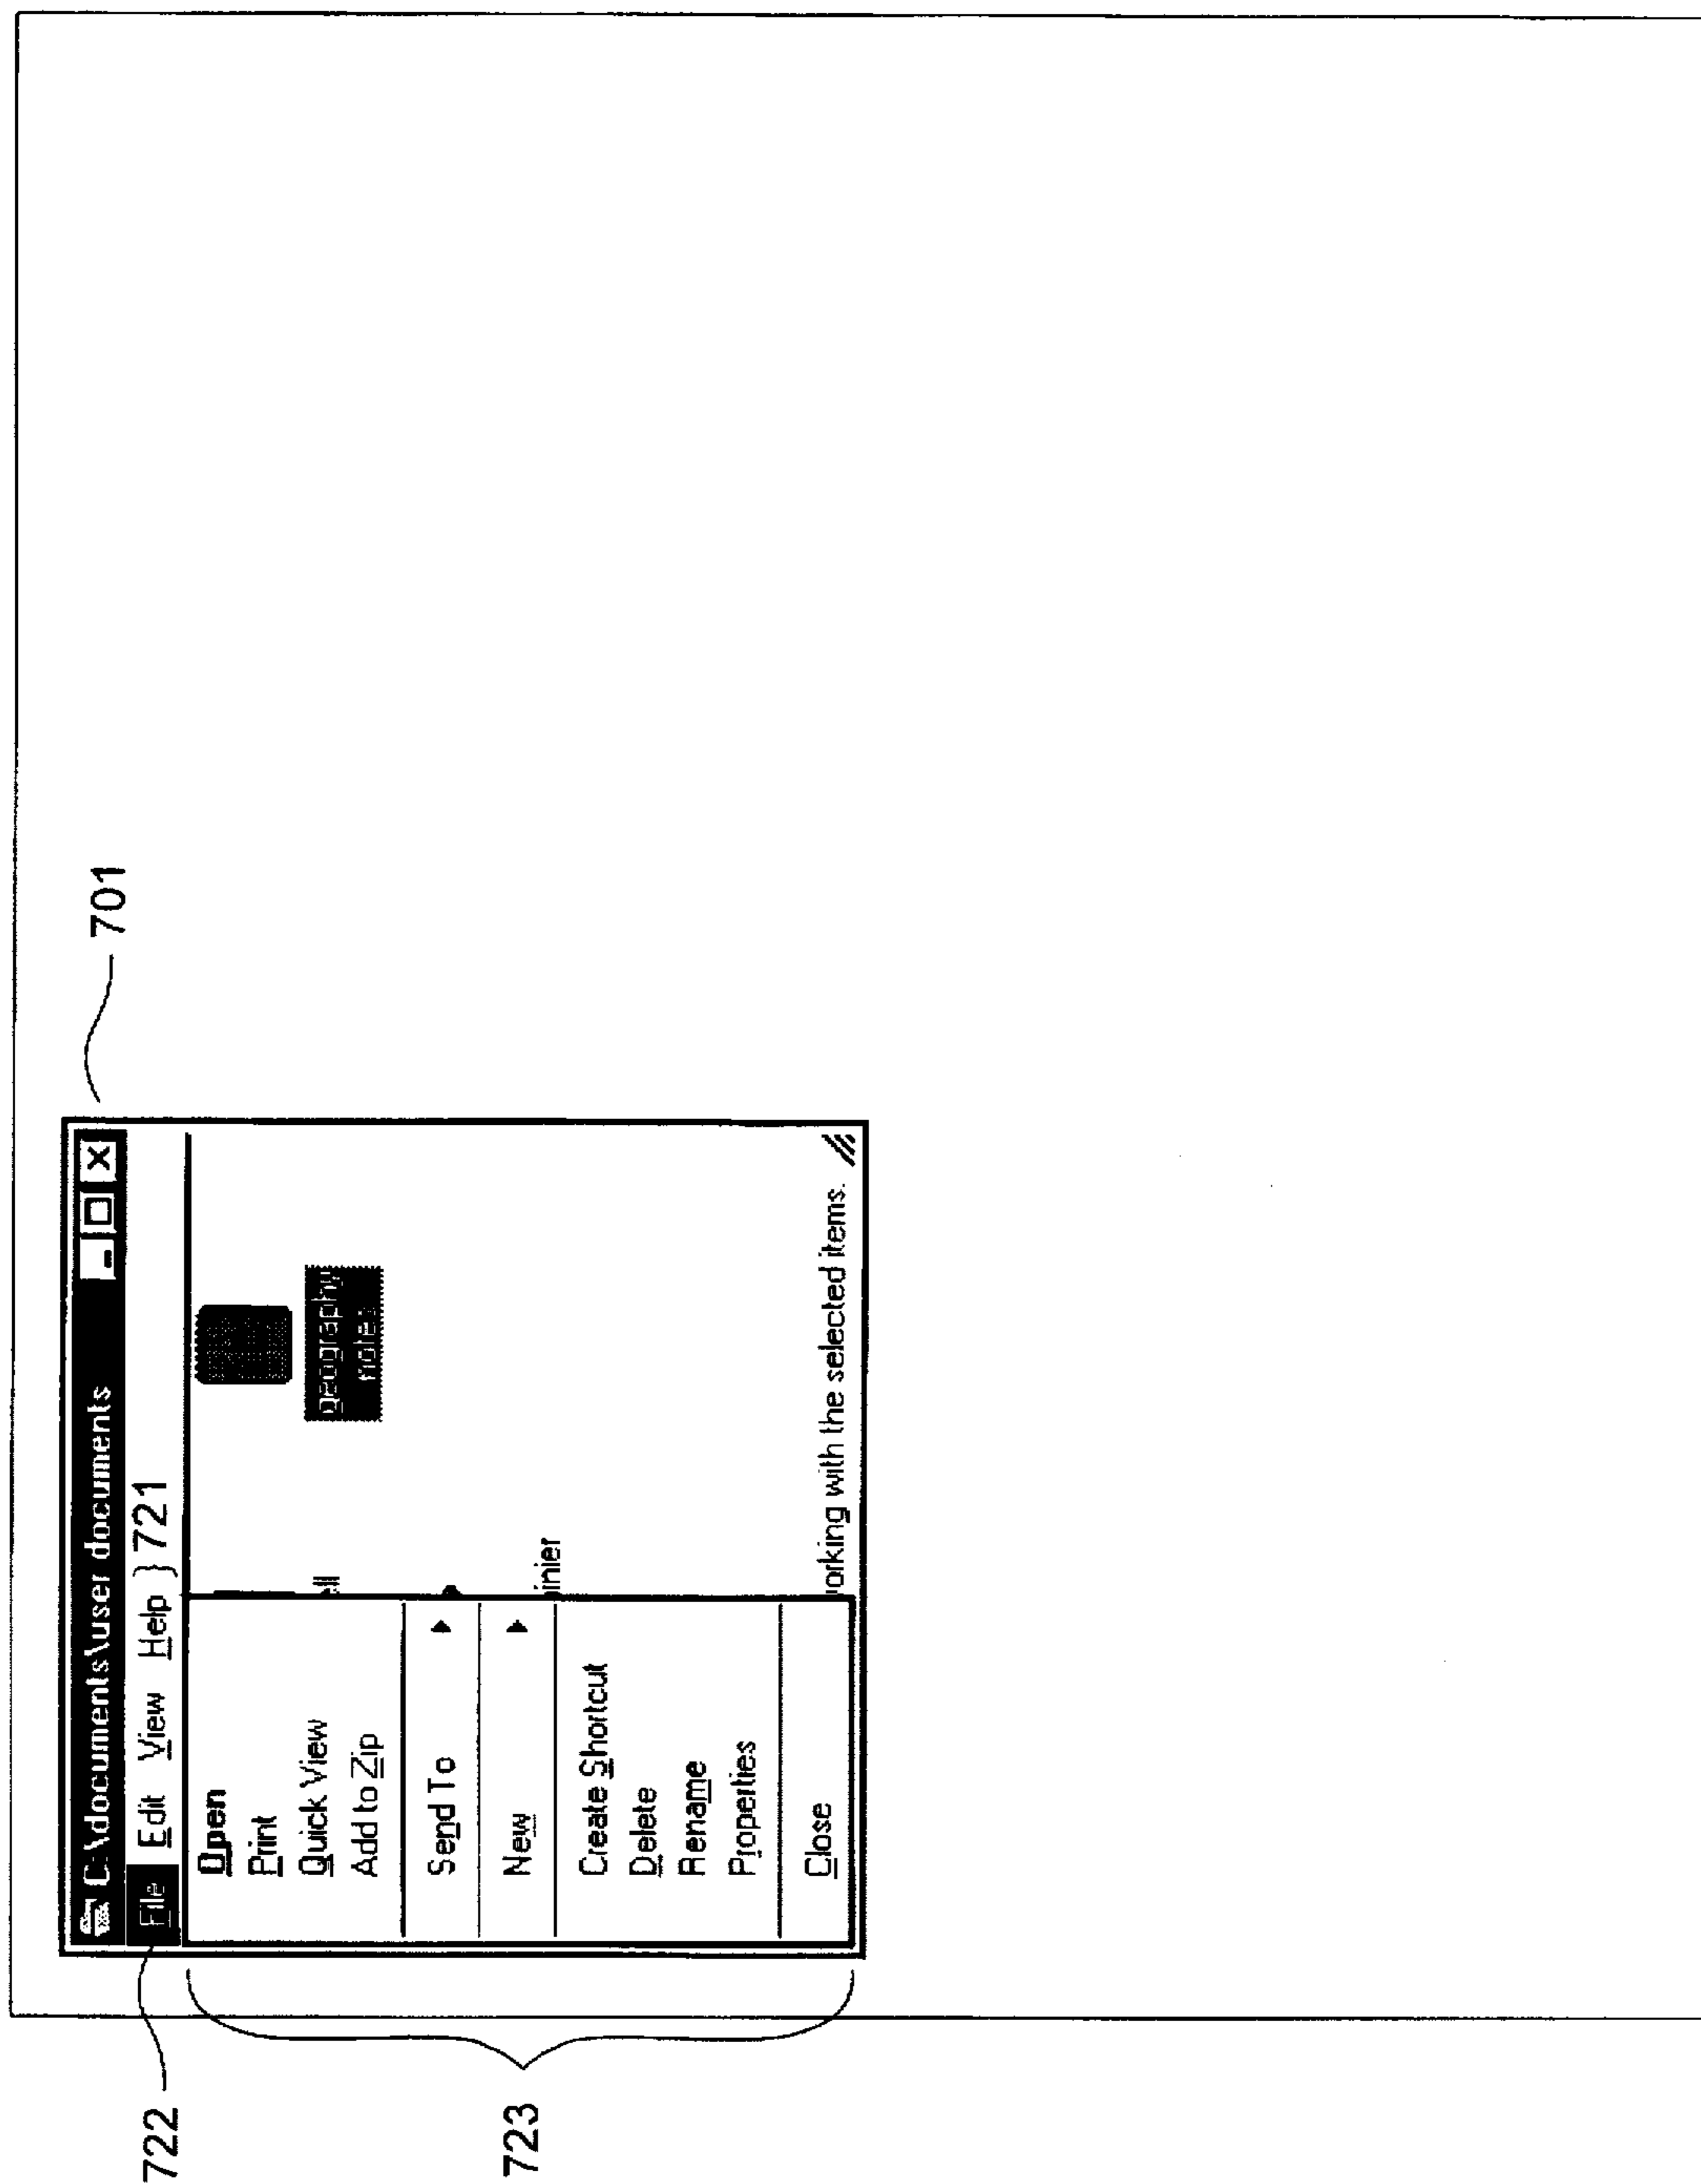 701
C:\documents\user documents
File Edit View Help } 721
722
Open
Print
Quick View
Add to Zip
Send To
New
Create Shortcut
Delete
Rename
Properties
Close
723
geography
notes
inier
orking with the selected items.